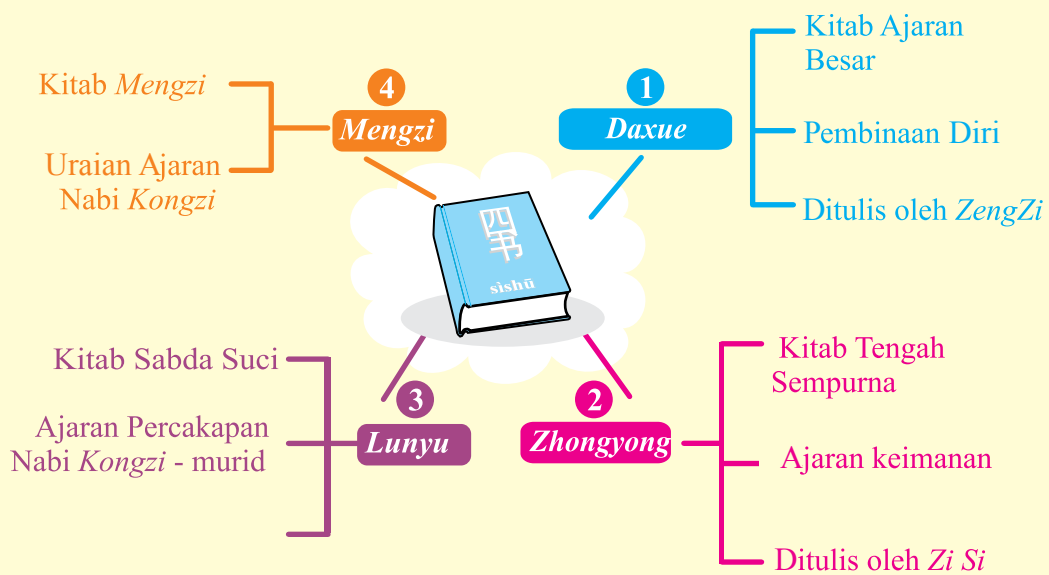 1
Daxue
Kitab Ajaran
Besar
Pembinaan Diri
Ditulis oleh ZengZi
2
Zhongyong
Kitab Tengah
Sempurna
Ajaran keimanan
Ditulis oleh Zi Si
3
Lunyu
Kitab Sabda Suci
Ajaran Percakapan
Nabi Kongzi - murid
4
Mengzi
Kitab Mengzi
Uraian Ajaran
Nabi Kongzi
四
书
sìshū